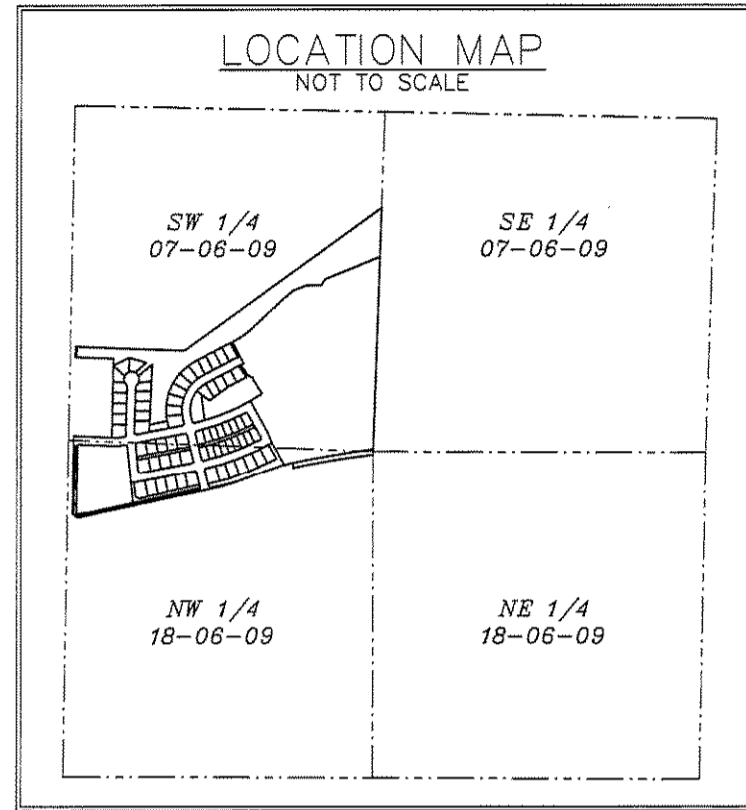 LOCATION MAP
NOT TO SCALE
SW 1/4
07-06-09
SE 1/4
07-06-09
NW 1/4
18-06-09
NE 1/4
18-06-09